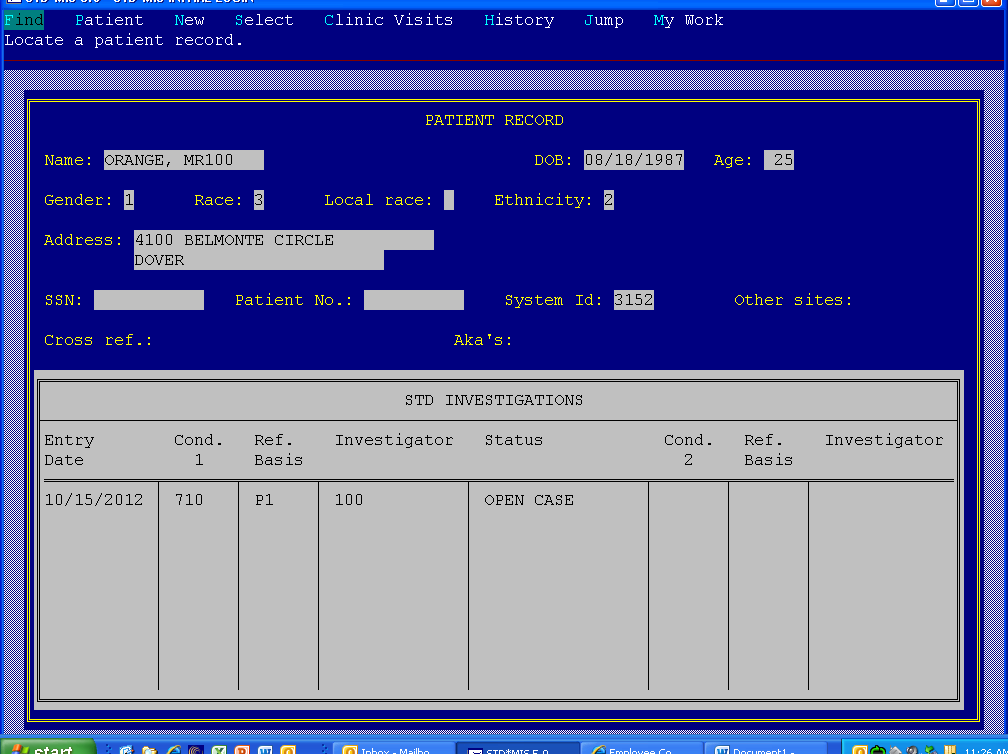 Find Patient New Select Clinic Visits History Jump My Work
Locate a patient record.
PATIENT RECORD
Name: ORANGE, MR100 DOB: 08/18/1987 Age: 25
Gender: 1 Race: 3 Local race: Ethnicity: 2
Address: 4100 BELMONTE CIRCLE
DOVER
SSN: Patient No.: System Id: 3152 Other sites:
Cross ref.: Aka's:
STD INVESTIGATIONS
Entry Cond. Ref. Investigator Status Cond. Ref. Investigator
Date 1 Basis 2 Basis
10/15/2012 710 P1 100 OPEN CASE
start Inbox - Mailbo STD*MIS 5.0 Employee Co Document1 - 11:26 AM